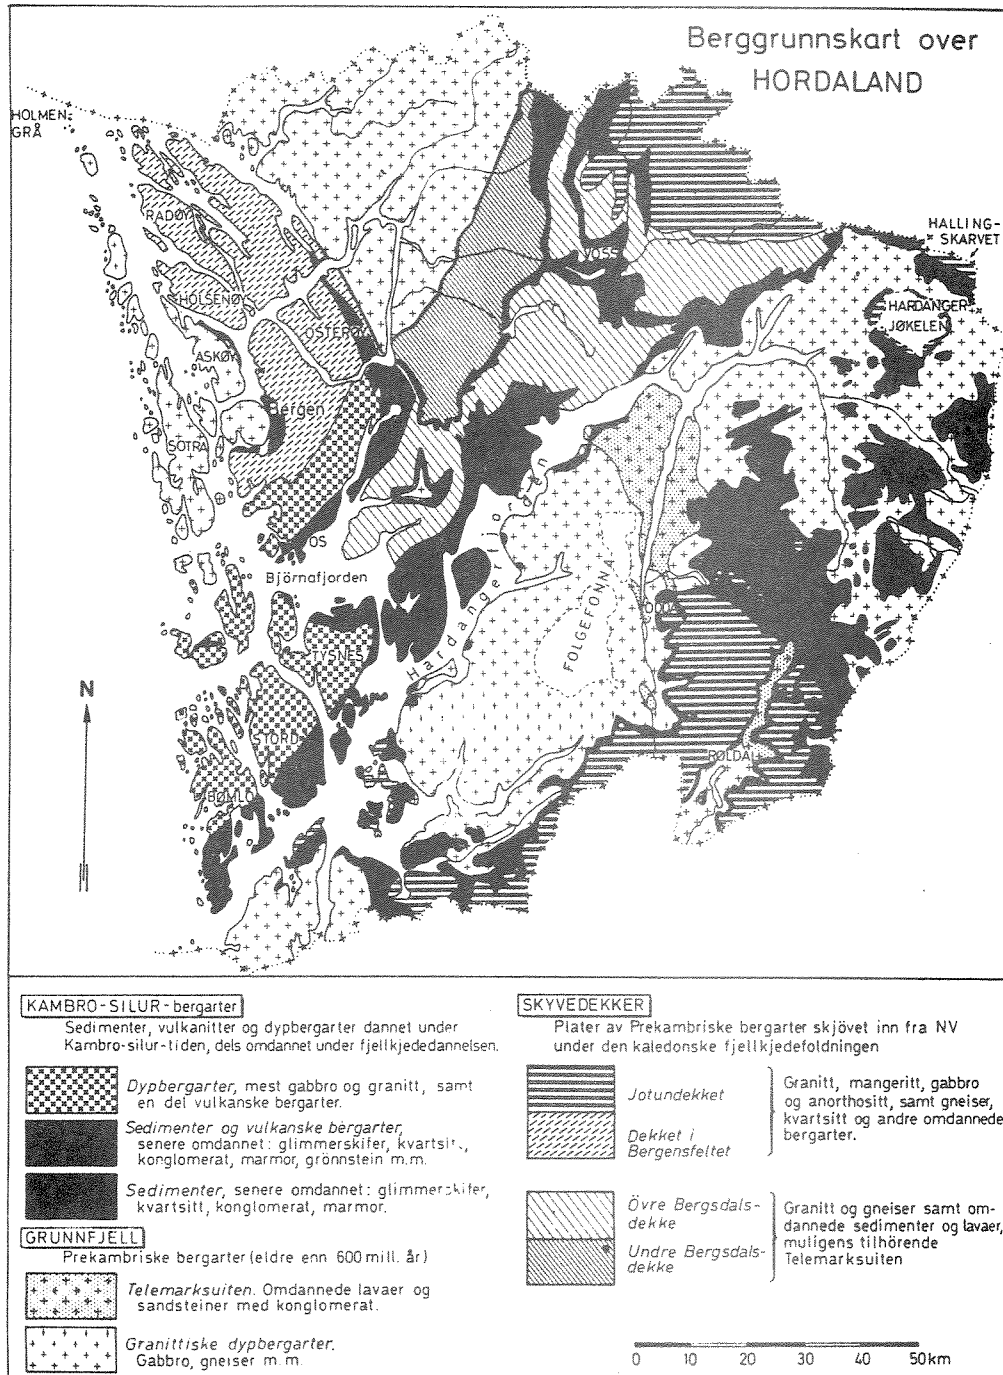 Berggrunnskart over
HORDALAND
HOLMEN-
GRÅ
RADØY
HALLING-
SKARVET
VOSS
HOLSENØY
OSTERØY
HARDANGER
JØKELEN
ASKØY
Bergen
SOTRA
Hardangerfjorden
OS
Björnafjorden
FOLGEFONNA
ODDA
TYSNES
N
STORD
RØLDAL
BØMLO
KAMBRO-SILUR-bergarter
Sedimenter, vulkanitter og dypbergarter dannet under
Kambro-silur-tiden, dels omdannet under fjellkjededannelsen.
Dypbergarter, mest gabbro og granitt, samt
en del vulkanske bergarter.
Sedimenter og vulkanske bergarter,
senere omdannet: glimmerskifer, kvartsitt,
konglomerat, marmor, grönnstein m.m.
Sedimenter, senere omdannet: glimmerskifer,
kvartsitt, konglomerat, marmor.
GRUNNFJELL
Prekambriske bergarter (eldre enn 600 mill. år)
Telemarksuiten. Omdannede lavaer og
sandsteiner med konglomerat.
Granittiske dypbergarter.
Gabbro, gneiser m.m.
SKYVEDEKKER
Plater av Prekambriske bergarter skjövet inn fra NV
under den kaledonske fjellkjedefoldningen
Jotundekket
Dekket i
Bergensfeltet
Granitt, mangeritt, gabbro
og anorthositt, samt gneiser,
kvartsitt og andre omdannede
bergarter.
Övre Bergsdals-
dekke
Undre Bergsdals-
dekke
Granitt og gneiser samt om-
dannede sedimenter og lavaer,
muligens tilhörende
Telemarksuiten
0 10 20 30 40 50 km